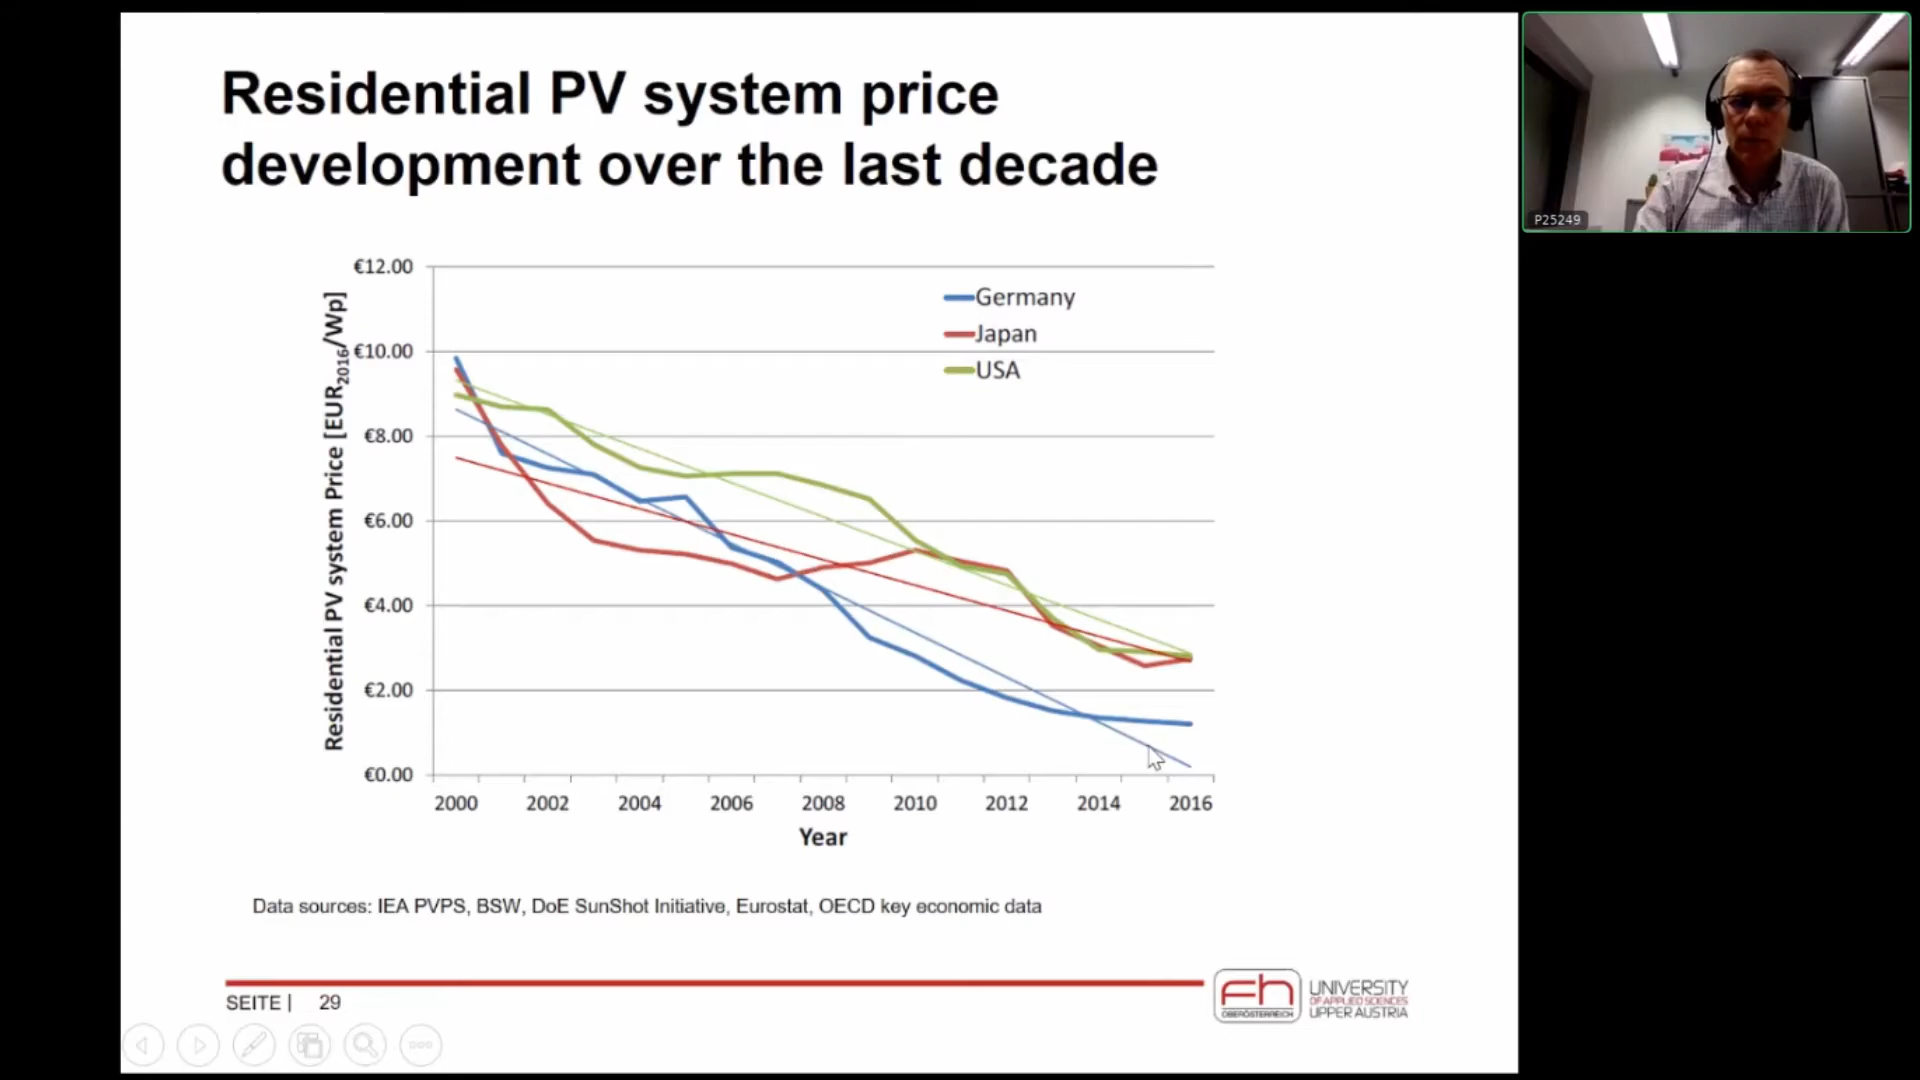 Residential PV system price
development over the last decade
P25249
Residential PV system Price [EUR2016/Wp]
€12.00
€10.00
€8.00
€6.00
€4.00
€2.00
€0.00
Germany
Japan
USA
2000 2002 2004 2006 2008 2010 2012 2014 2016
Year
Data sources: IEA PVPS, BSW, DoE SunShot Initiative, Eurostat, OECD key economic data
SEITE | 29
fh
OBERÖSTERREICH
UNIVERSITY
OF APPLIED SCIENCES
UPPER AUSTRIA